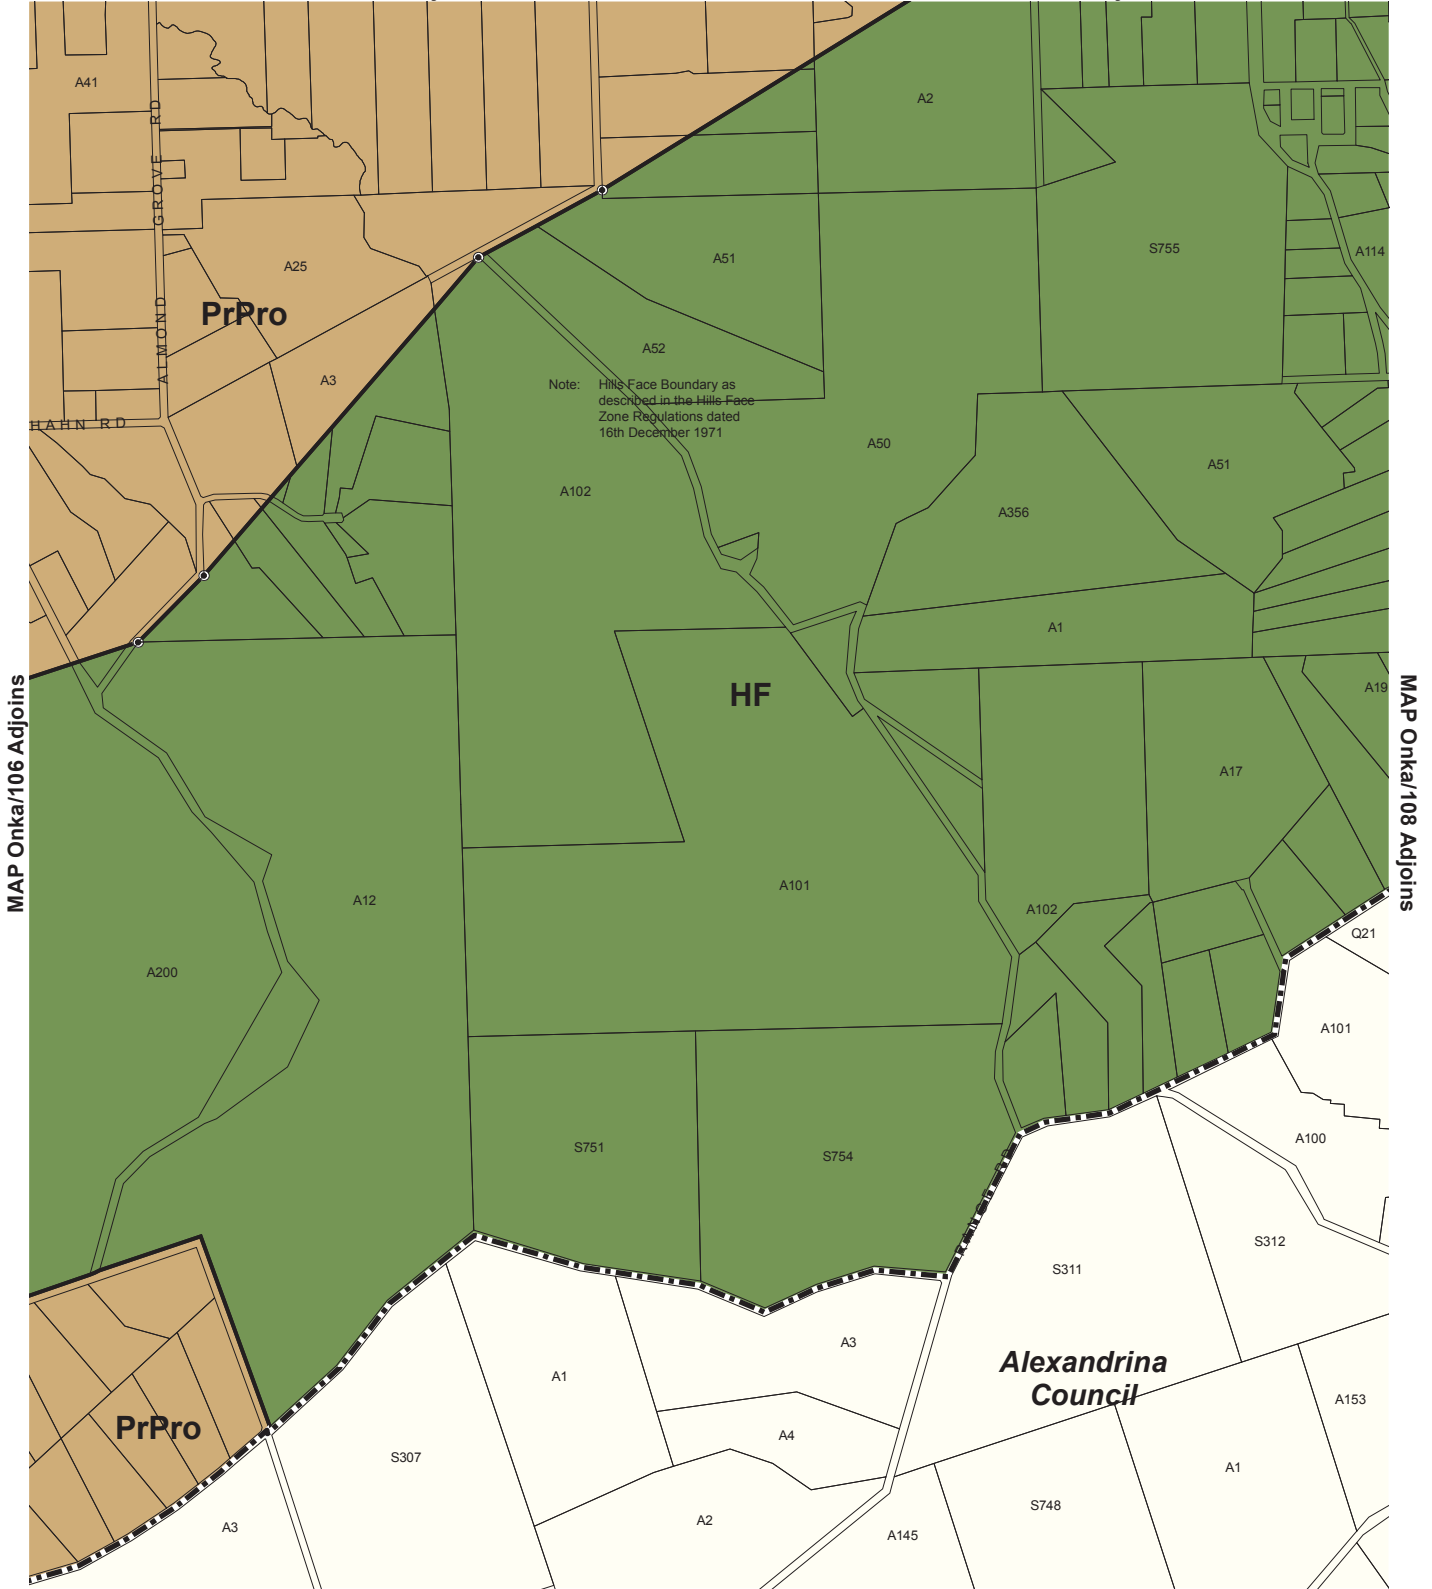 A41
A2
GROVE RD
S755
A114
A51
A25
PrPro
ALMOND
A52
A3
Note: Hills Face Boundary as
described in the Hills Face
Zone Regulations dated
16th December 1971
HAHN RD
A50
A51
A102
A356
A1
HF
A19
MAP Onka/106 Adjoins
MAP Onka/108 Adjoins
A17
A101
A12
A102
Q21
A200
A101
A100
S751
S754
S312
S311
A3
Alexandrina
Council
A1
A153
PrPro
A4
S307
A1
S748
A2
A3
A145